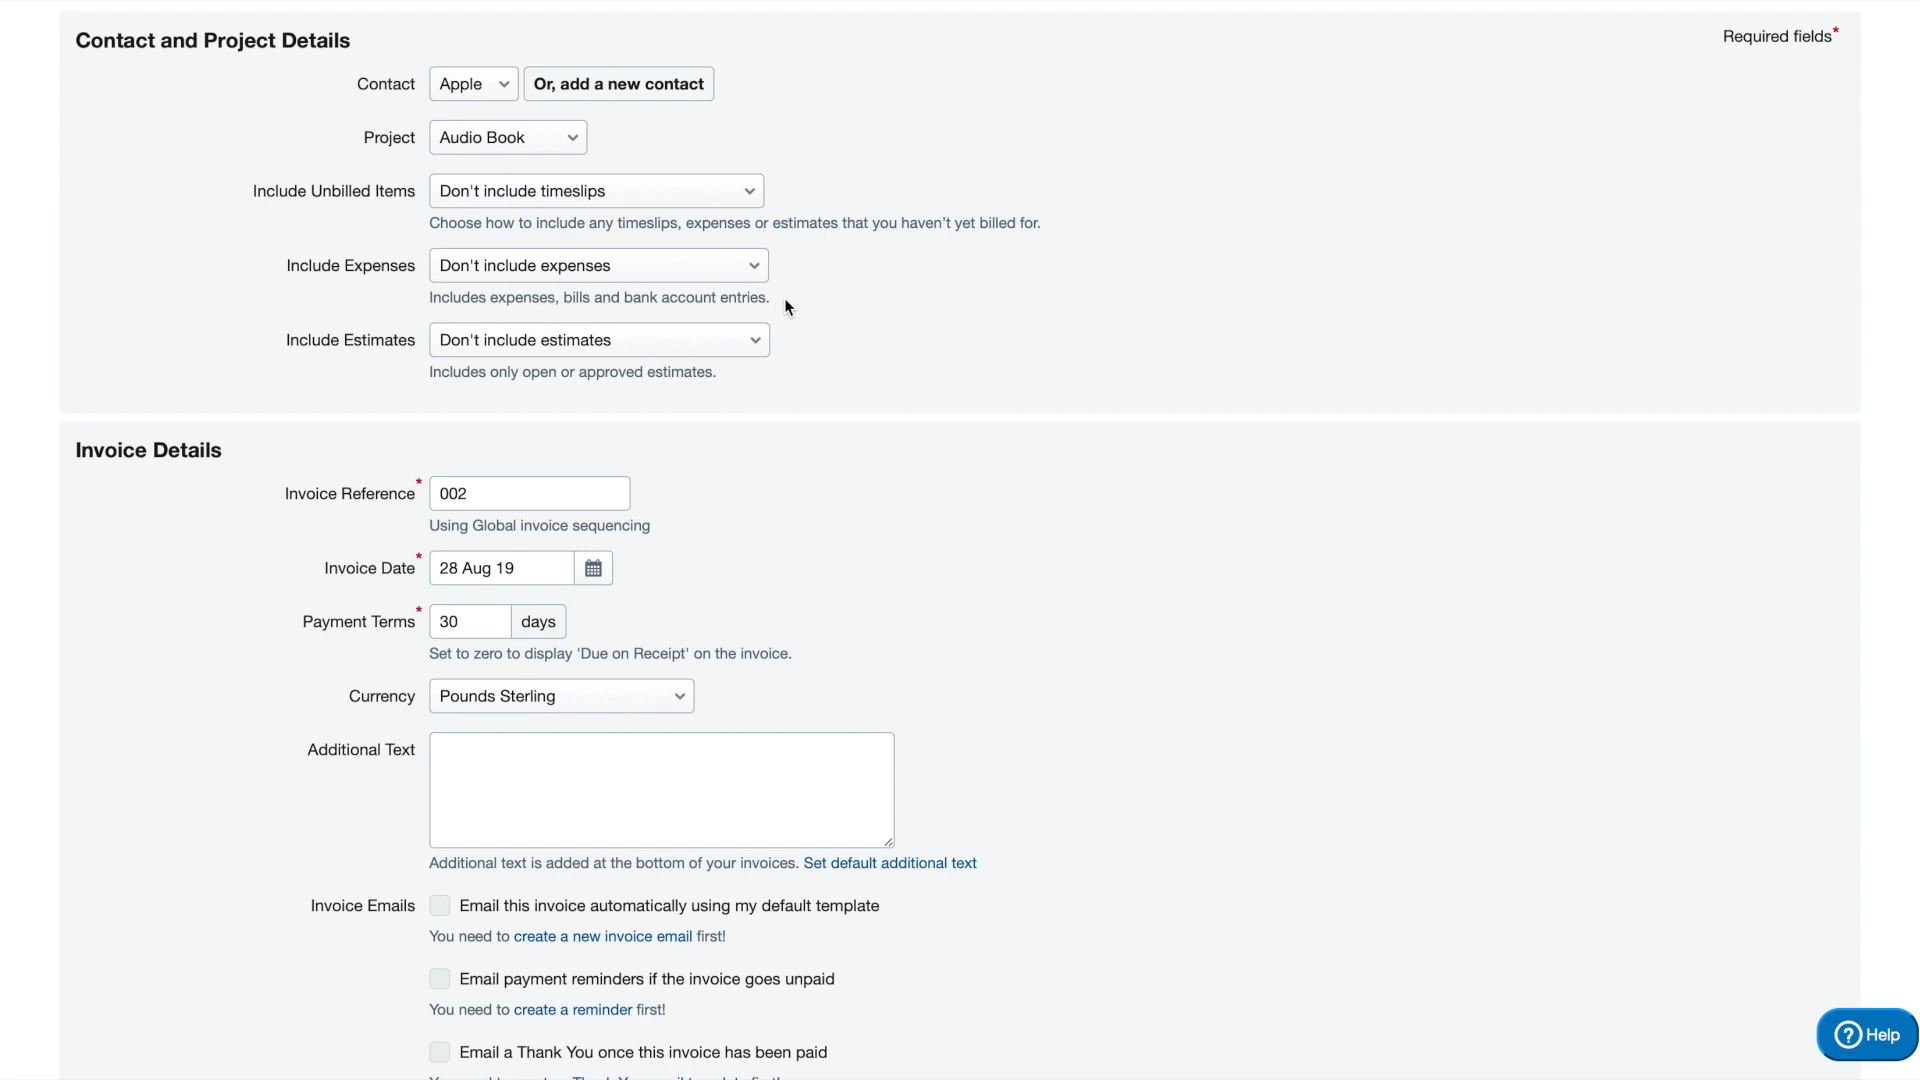 Contact and Project Details
Required fields*
Contact Apple Or, add a new contact
Project Audio Book
Include Unbilled Items Don't include timeslips
Choose how to include any timeslips, expenses or estimates that you haven't yet billed for.
Include Expenses Don't include expenses
Includes expenses, bills and bank account entries.
Include Estimates Don't include estimates
Includes only open or approved estimates.
Invoice Details
Invoice Reference* 002
Using Global invoice sequencing
Invoice Date* 28 Aug 19
Payment Terms* 30 days
Set to zero to display 'Due on Receipt' on the invoice.
Currency Pounds Sterling
Additional Text
Additional text is added at the bottom of your invoices. Set default additional text
Invoice Emails Email this invoice automatically using my default template
You need to create a new invoice email first!
Email payment reminders if the invoice goes unpaid
You need to create a reminder first!
? Help
Email a Thank You once this invoice has been paid